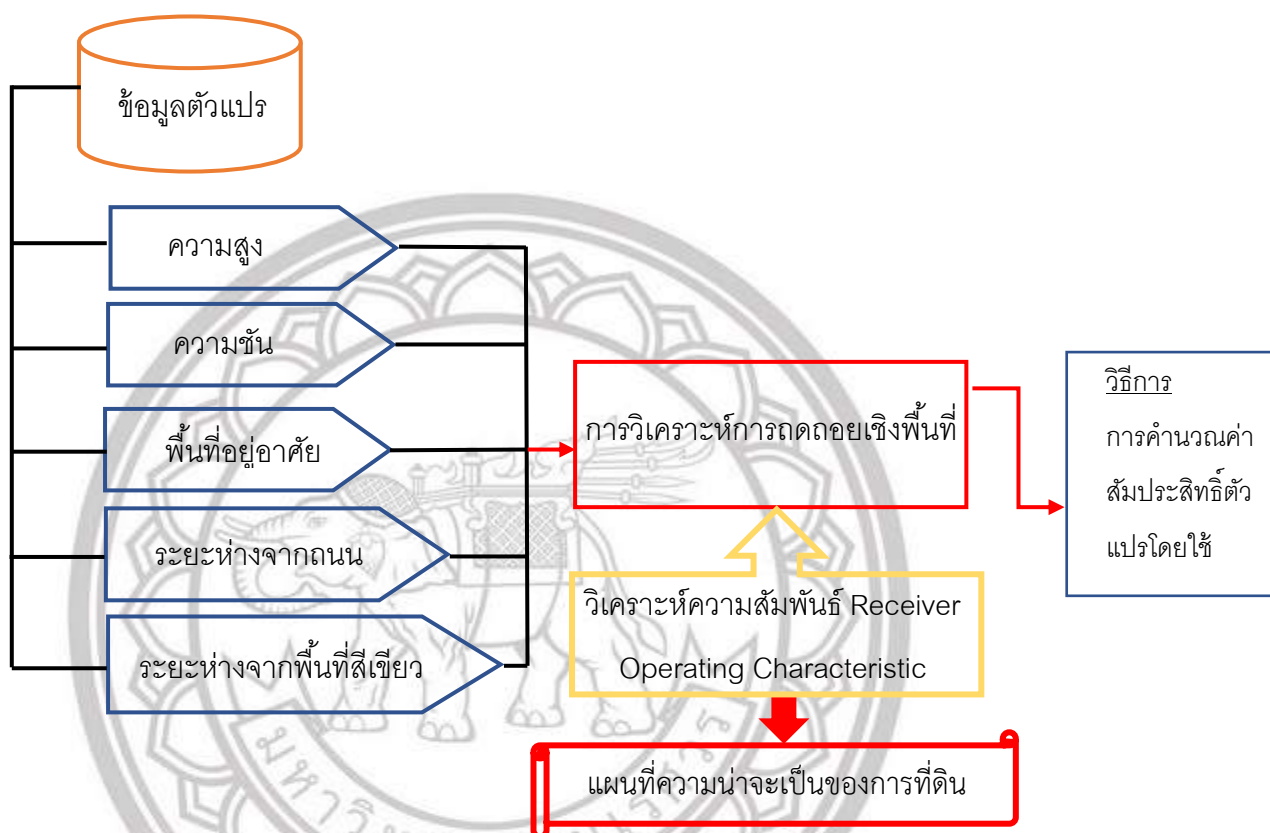 ข้อมูลตัวแปร
ความสูง
ความชัน
พื้นที่อยู่อาศัย
ระยะห่างจากถนน
ระยะห่างจากพื้นที่สีเขียว
การวิเคราะห์การถดถอยเชิงพื้นที่
วิธีการ
การคำนวณค่า
สัมประสิทธิ์ตัว
แปรโดยใช้
วิเคราะห์ความสัมพันธ์ Receiver
Operating Characteristic
แผนที่ความน่าจะเป็นของการที่ดิน